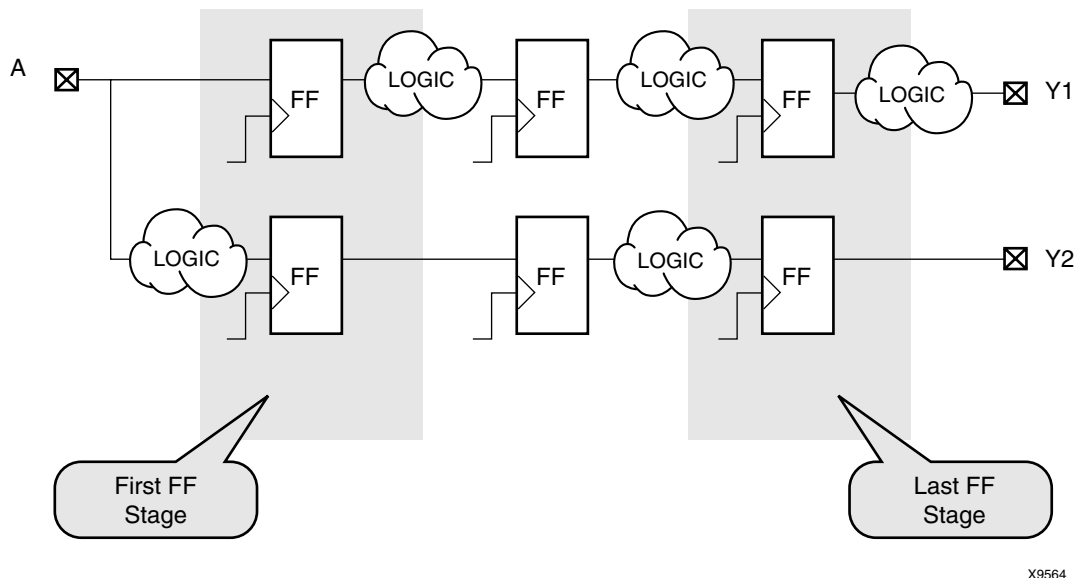 A
FF
LOGIC
FF
LOGIC
FF
LOGIC
Y1
LOGIC
FF
FF
LOGIC
FF
Y2
First FF
Stage
Last FF
Stage
X9564